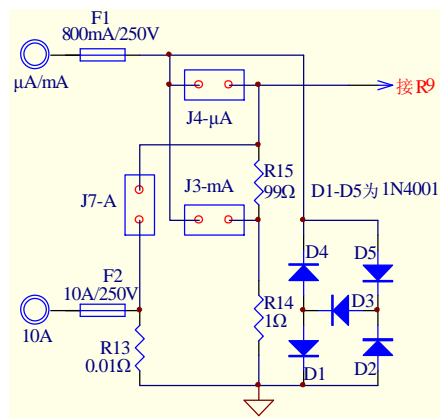 F1
800mA/250V
μA/mA
接R9
J4-μA
R15
99Ω
D1-D5为1N4001
J7-A
J3-mA
D4
D5
F2
10A/250V
R14
1Ω
D3
10A
R13
0.01Ω
D1
D2